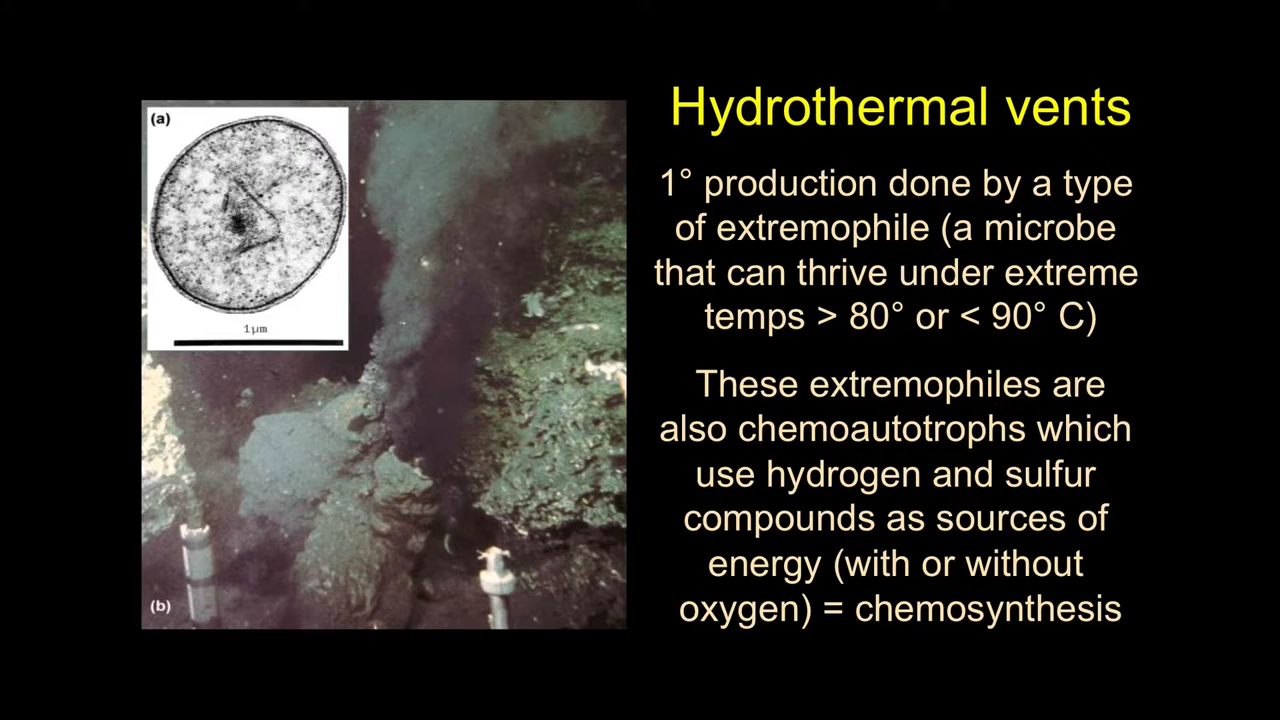 (a)
1µm
(b)
Hydrothermal vents
1° production done by a type
of extremophile (a microbe
that can thrive under extreme
temps > 80° or < 90° C)
These extremophiles are
also chemoautotrophs which
use hydrogen and sulfur
compounds as sources of
energy (with or without
oxygen) = chemosynthesis